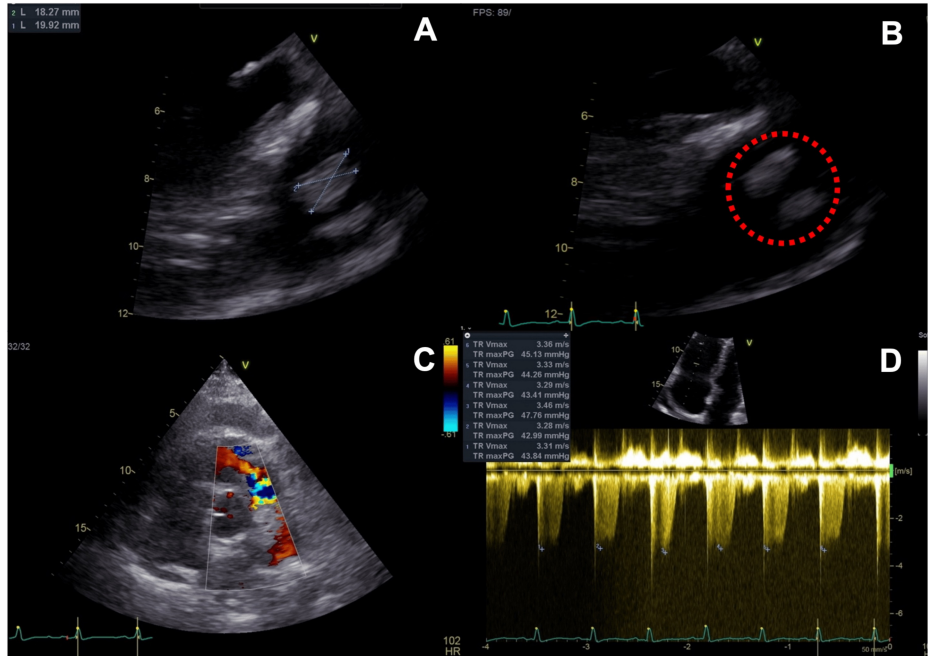 2 L 18.27 mm
1 L 19.92 mm
A
V
6
8
10
12
FPS: 89/
B
V
6
8
10
12
32/32
C
V
5
10
15
61
-.61
6 TR Vmax 3.36 m/s
TR maxPG 45.13 mmHg
5 TR Vmax 3.33 m/s
TR maxPG 44.26 mmHg
4 TR Vmax 3.29 m/s
TR maxPG 43.41 mmHg
3 TR Vmax 3.46 m/s
TR maxPG 47.76 mmHg
2 TR Vmax 3.28 m/s
TR maxPG 42.99 mmHg
1 TR Vmax 3.31 m/s
TR maxPG 43.84 mmHg
D
V
10
15
[m/s]
-2
-4
-6
102
HR
-4
-3
-2
-1
-0
50 mm/s